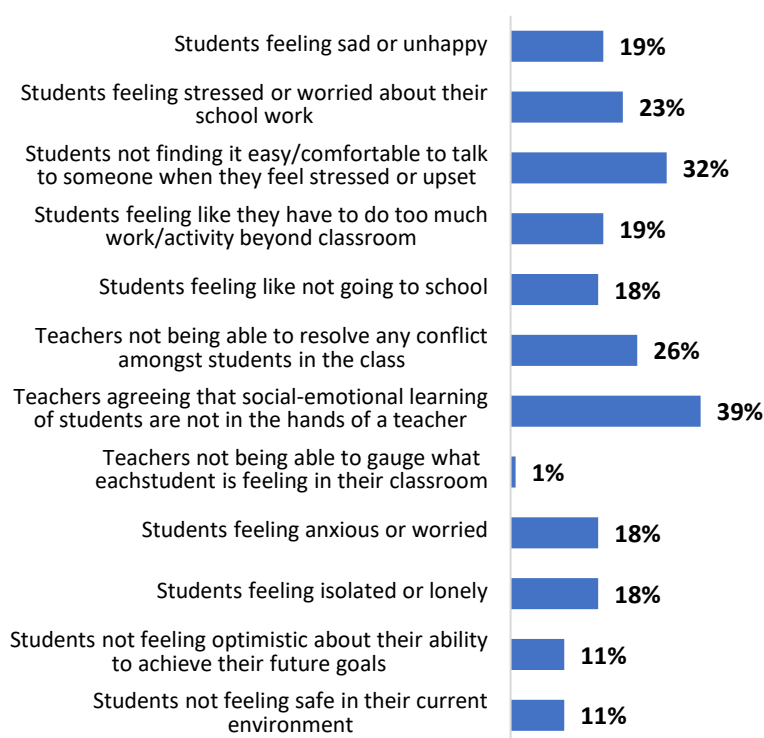 Students feeling sad or unhappy
19%
Students feeling stressed or worried about their
school work
23%
Students not finding it easy/comfortable to talk
to someone when they feel stressed or upset
32%
Students feeling like they have to do too much
work/activity beyond classroom
19%
Students feeling like not going to school
18%
Teachers not being able to resolve any conflict
amongst students in the class
26%
Teachers agreeing that social-emotional learning
of students are not in the hands of a teacher
39%
Teachers not being able to gauge what
eachstudent is feeling in their classroom
1%
Students feeling anxious or worried
18%
Students feeling isolated or lonely
18%
Students not feeling optimistic about their ability
to achieve their future goals
11%
Students not feeling safe in their current
environment
11%